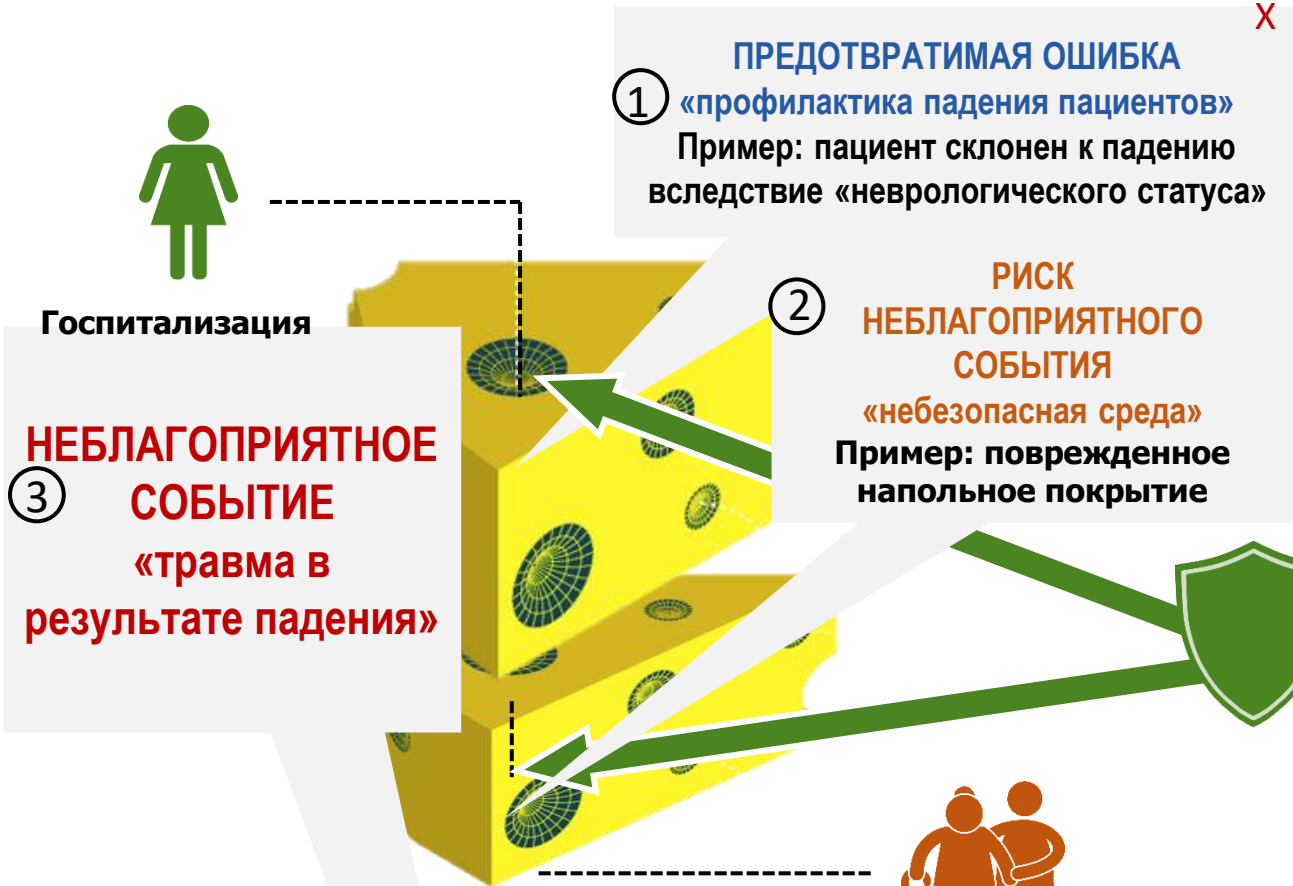 X
ПРЕДОТВРАТИМАЯ ОШИБКА
1
«профилактика падения пациентов»
Пример: пациент склонен к падению
вследствие «неврологического статуса»
2
РИСК
НЕБЛАГОПРИЯТНОГО
СОБЫТИЯ
«небезопасная среда»
Пример: поврежденное
напольное покрытие
Госпитализация
НЕБЛАГОПРИЯТНОЕ
3
СОБЫТИЕ
«травма в
результате падения»